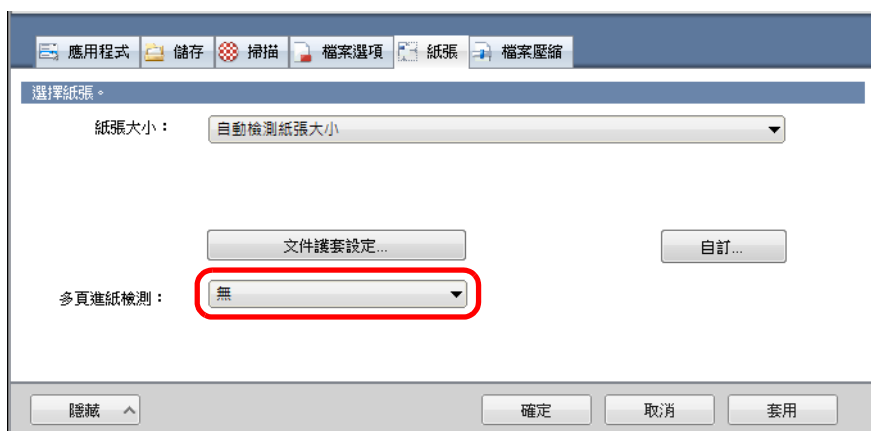 應用程式 儲存 掃描 檔案選項 紙張 檔案壓縮
選擇紙張。
紙張大小： 自動檢測紙張大小
文件護套設定... 自訂...
多頁進紙檢測： 無
隱藏 確定 取消 套用